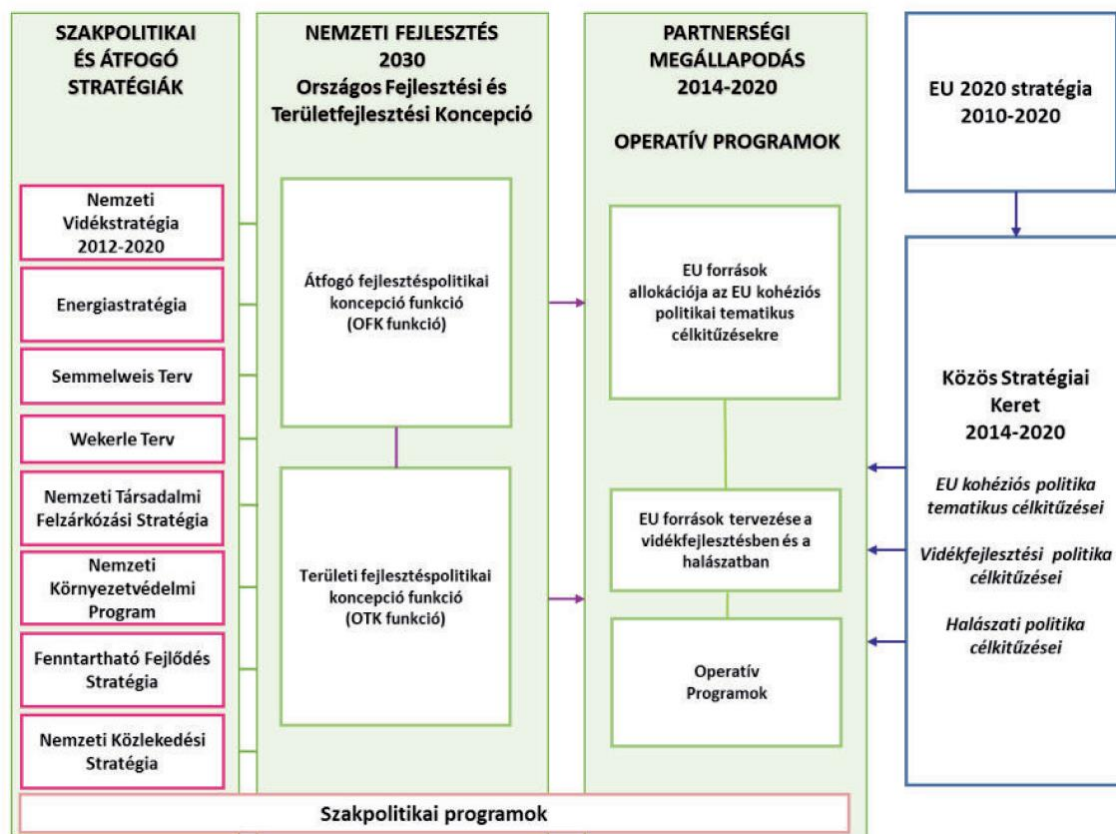 SZAKPOLITIKAI
ÉS ÁTFOGÓ
STRATÉGIÁK
Nemzeti
Vidékstratégia
2012-2020
Energiastratégia
Semmelweis Terv
Wekerle Terv
Nemzeti Társadalmi
Felzárkózási Stratégia
Nemzeti
Környezetvédelmi
Program
Fenntartható Fejlődés
Stratégia
Nemzeti Közlekedési
Stratégia
NEMZETI FEJLESZTÉS
2030
Országos Fejlesztési és
Területfejlesztési Koncepció
Átfogó fejlesztéspolitikai
koncepció funkció
(OFK funkció)
Területi fejlesztéspolitikai
koncepció funkció
(OTK funkció)
PARTNERSÉGI
MEGÁLLAPODÁS
2014-2020
OPERATÍV PROGRAMOK
EU források
allokációja az EU kohéziós
politikai tematikus
célkitűzésekre
EU források tervezése a
vidékfejlesztésben és a
halászatban
Operatív
Programok
EU 2020 stratégia
2010-2020
Közös Stratégiai
Keret
2014-2020
EU kohéziós politika
tematikus célkitűzései
Vidékfejlesztési politika
célkitűzései
Halászati politika
célkitűzései
Szakpolitikai programok